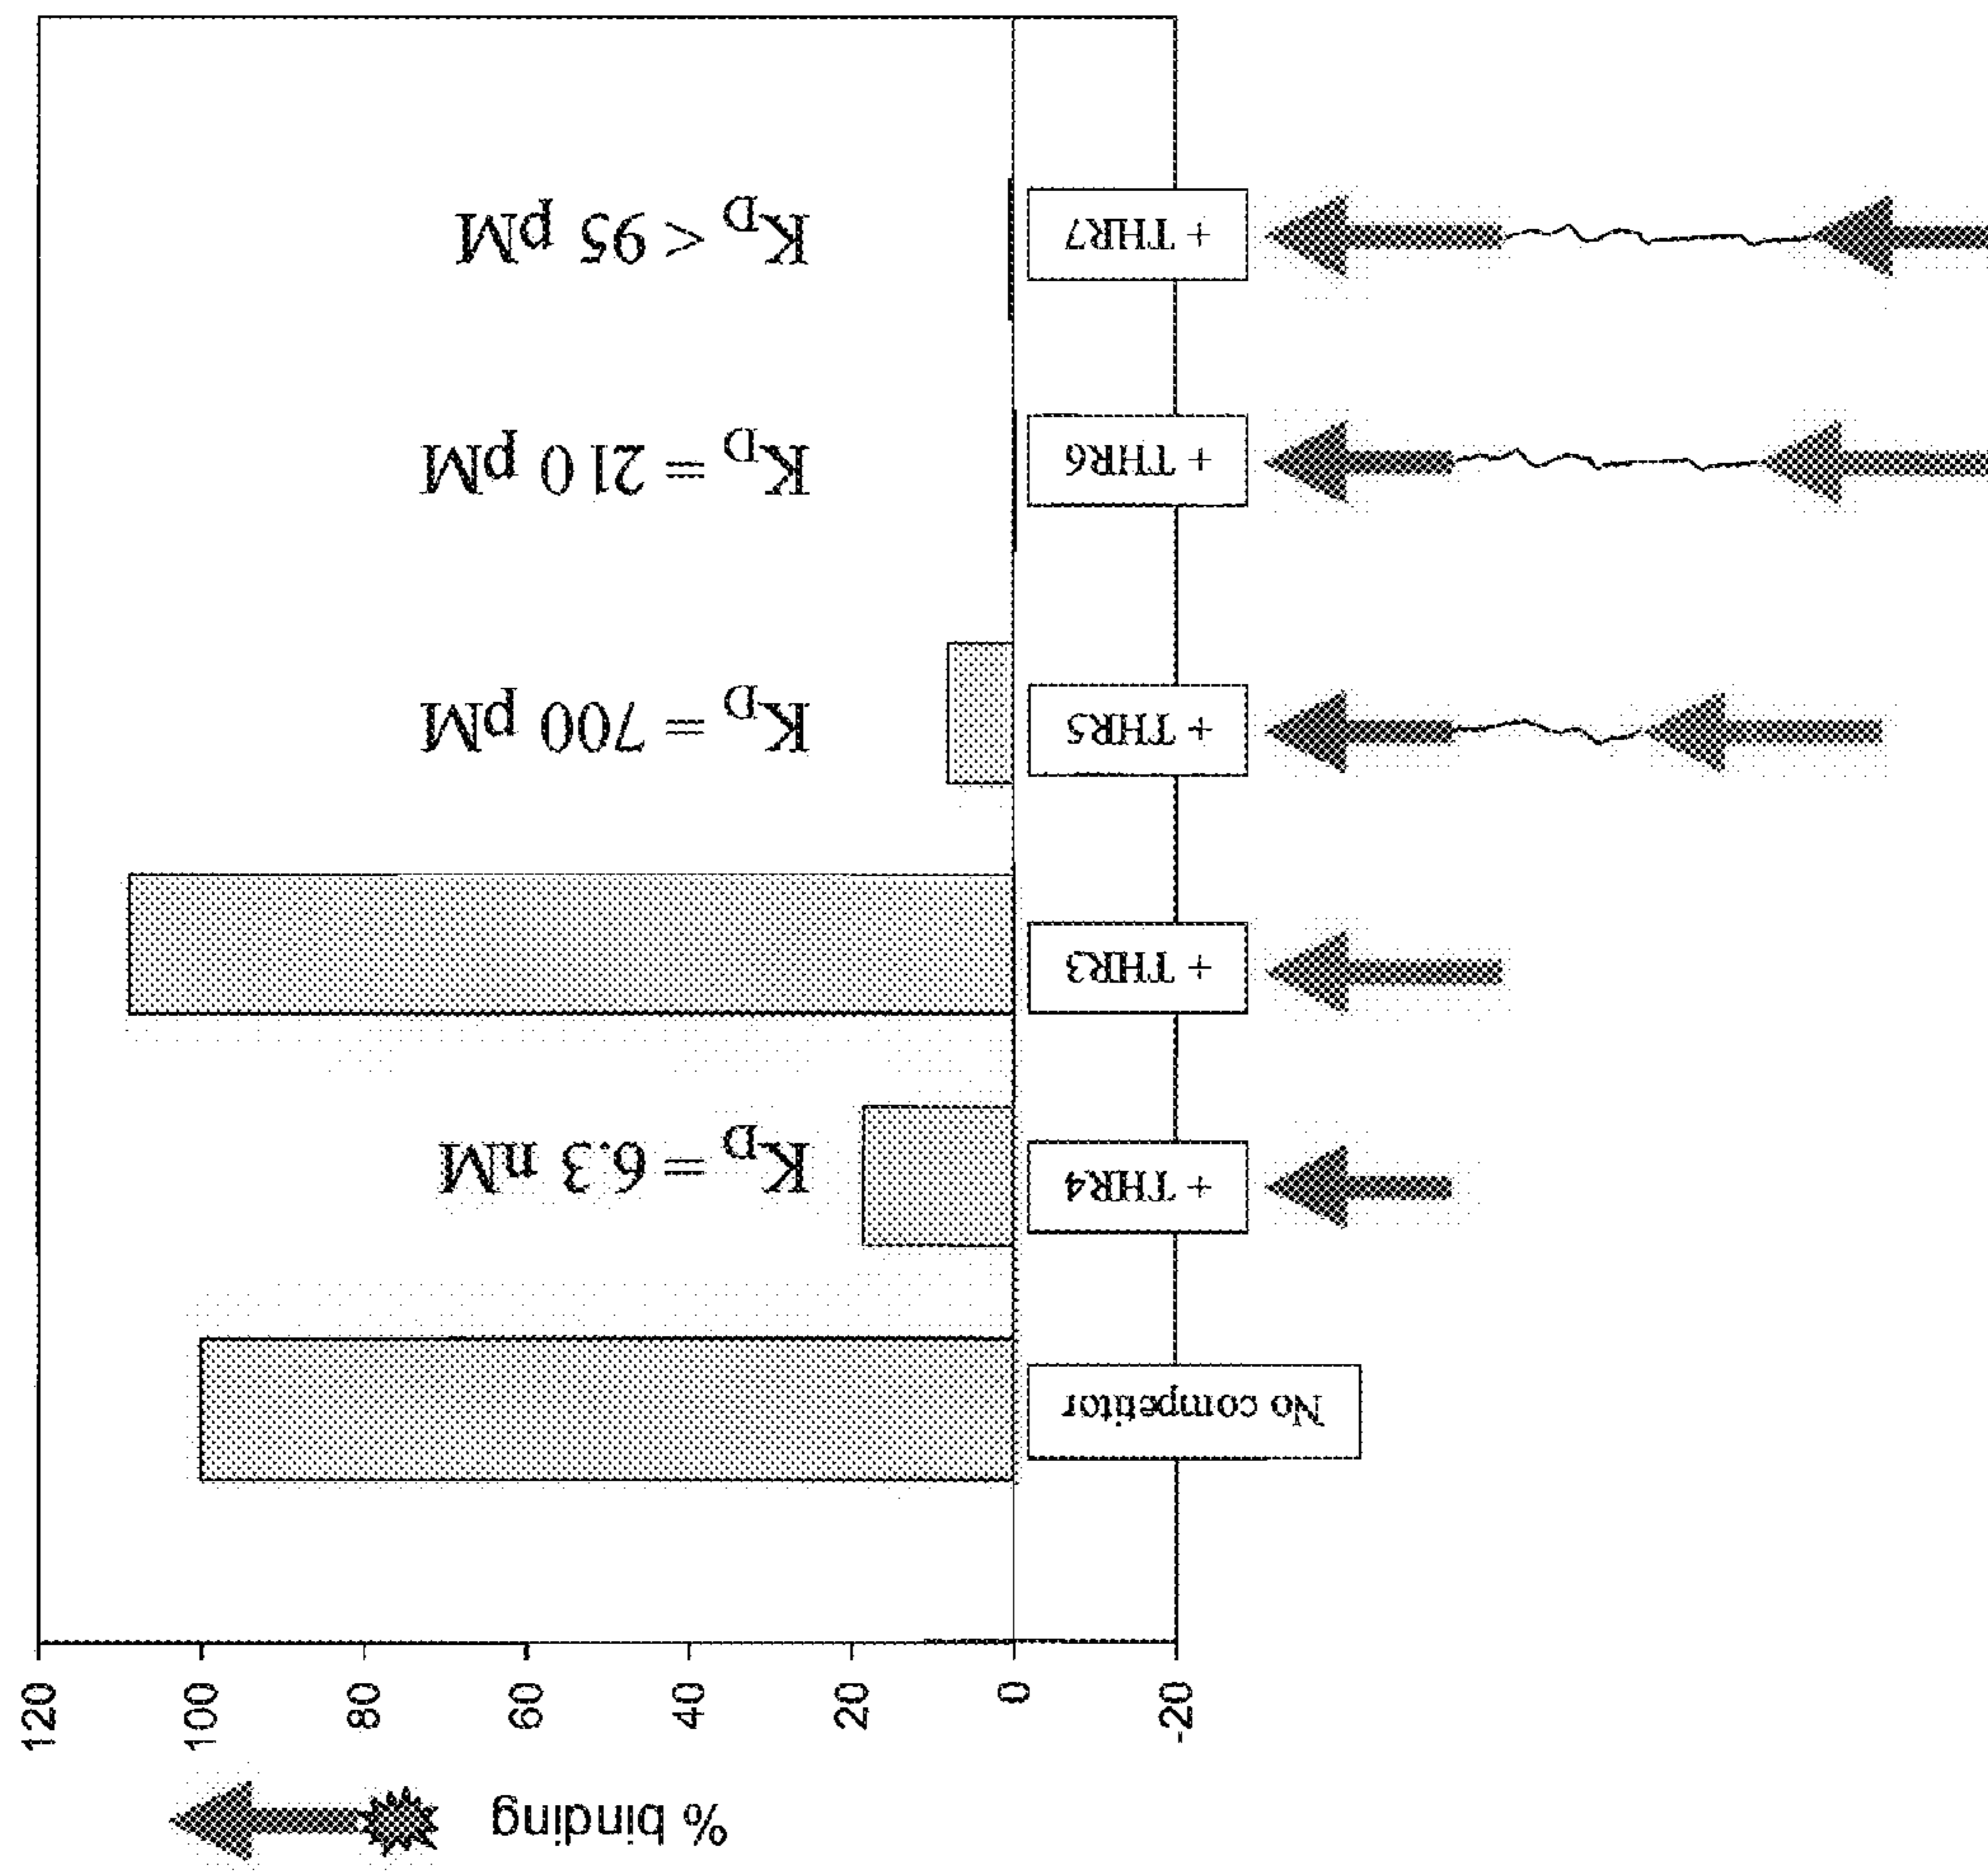 % binding
120
100
80
60
40
20
0
-20
No competitor
+ THR4
+ THR3
+ THR5
+ THR6
+ THR7
K_D = 6.3 nM
K_D = 700 pM
K_D = 210 pM
K_D < 95 pM